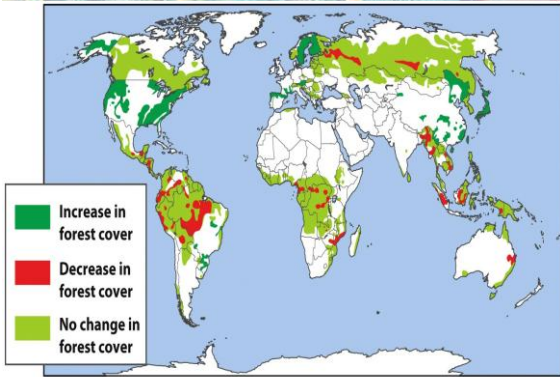 Increase in
forest cover
Decrease in
forest cover
No change in
forest cover